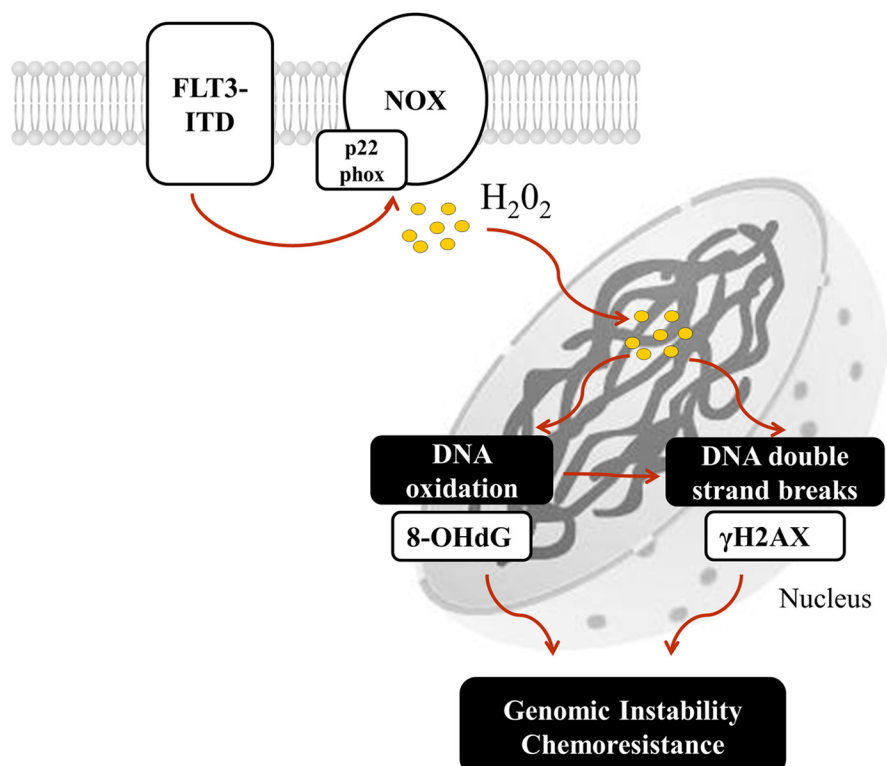 FLT3-
ITD
NOX
p22
phox
H₂0₂
DNA
oxidation
DNA double
strand breaks
8-OHdG
γH2AX
Nucleus
Genomic Instability
Chemoresistance